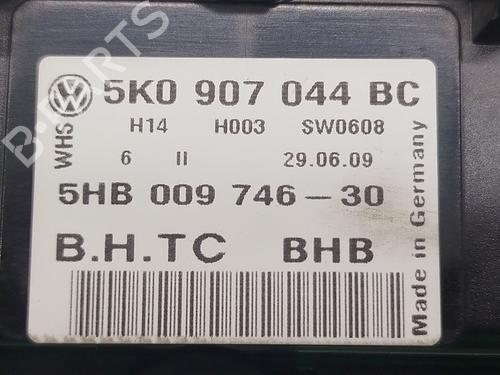 5K0 907 044 BC
H14 H003 SW0608
6 II 29.06.09
5HB 009 746-30
B.H.TC BHB
WHS
Made in Germany
B-PARTS